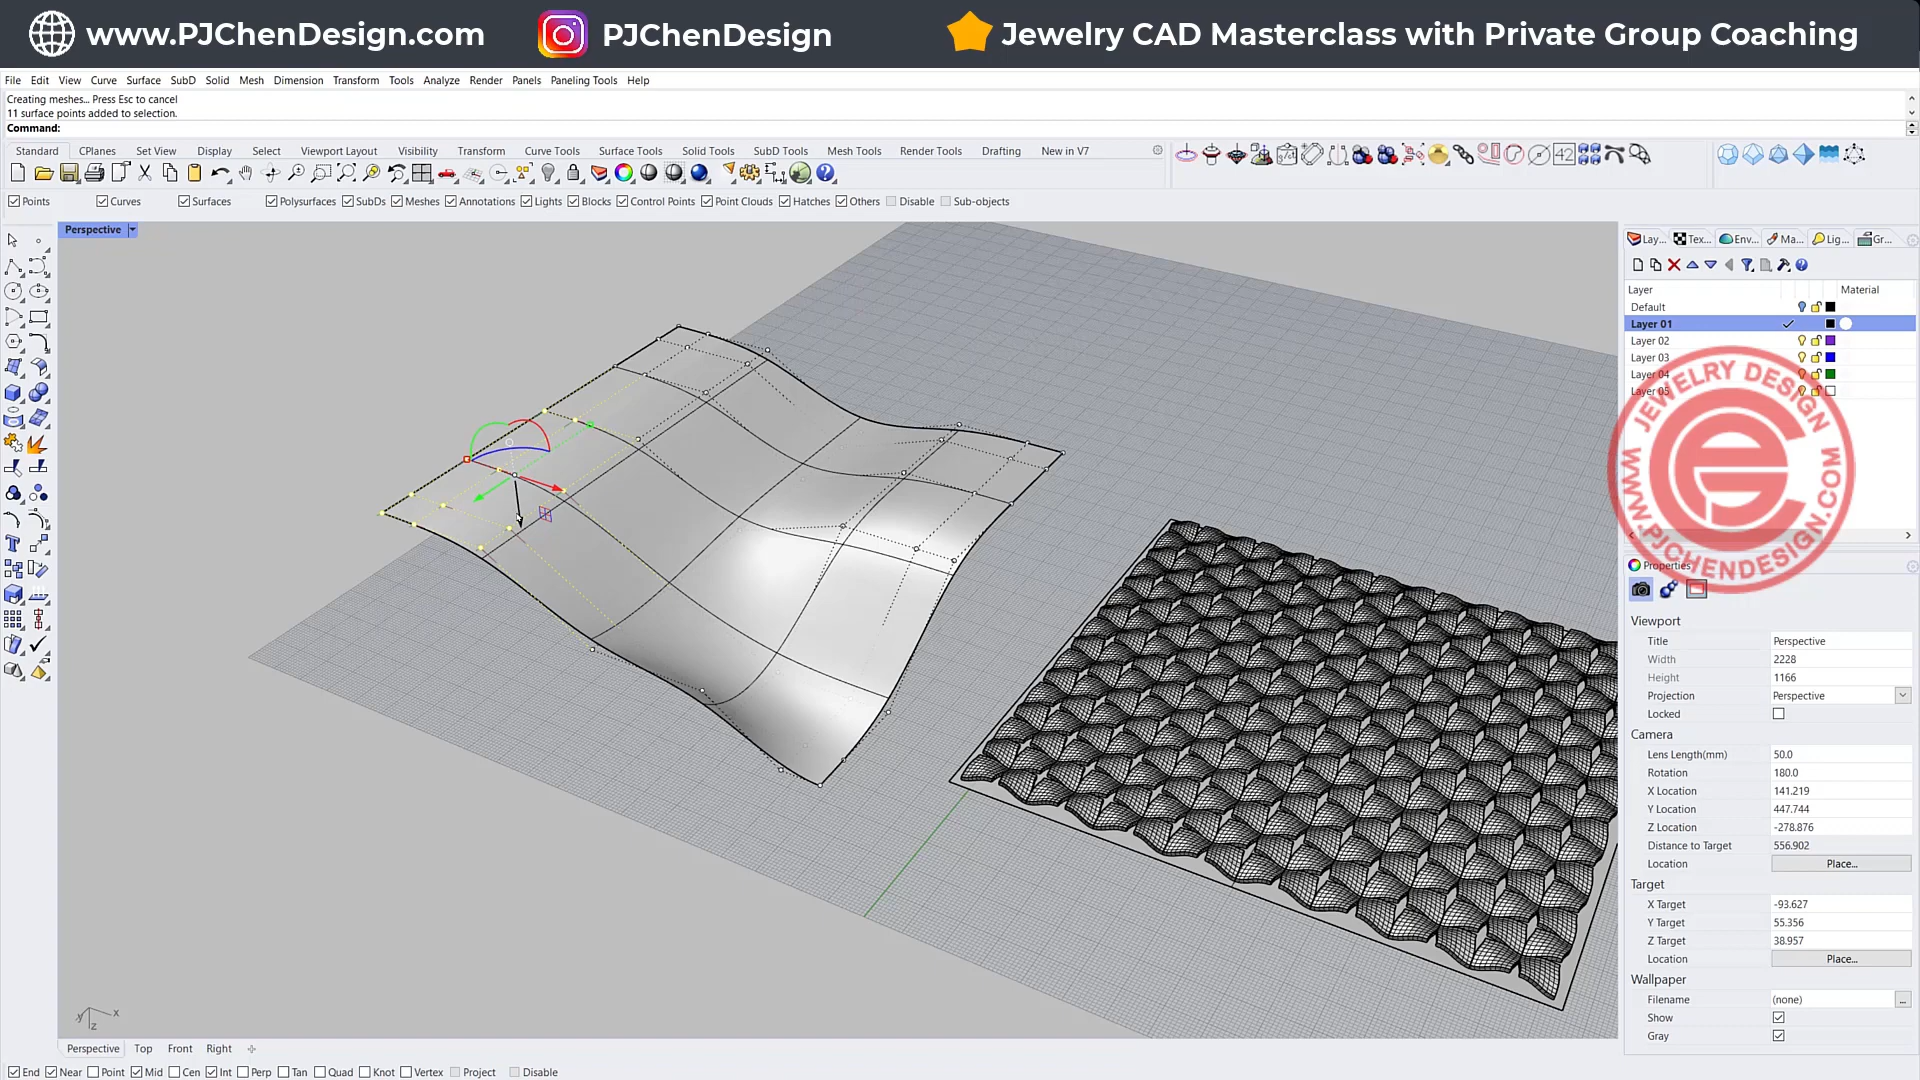 www.PJChenDesign.com PJChenDesign Jewelry CAD Masterclass with Private Group Coaching
File Edit View Curve Surface SubD Solid Mesh Dimension Transform Tools Analyze Render Panels Paneling Tools Help
Creating meshes... Press Esc to cancel
11 surface points added to selection.
Command:
Standard CPlanes Set View Display Select Viewport Layout Visibility Transform Curve Tools Surface Tools Solid Tools SubD Tools Mesh Tools Render Tools Drafting New in V7
Points Curves Surfaces Polysurfaces SubDs Meshes Annotations Lights Blocks Control Points Point Clouds Hatches Others Disable Sub-objects
Perspective
Lay... Tex... Env... Ma... Lig... Gr...
Layer Material
Default
Layer 01
Layer 02
Layer 03
Layer 04
Layer 05
JEWELRY DESIGN
WWW.PJCHENDESIGN.COM
Properties
Viewport
Title Perspective
Width 2228
Height 1166
Projection Perspective
Locked
Camera
Lens Length(mm) 50.0
Rotation 180.0
X Location 141.219
Y Location 447.744
Z Location -278.876
Distance to Target 556.902
Location Place...
Target
X Target -93.627
Y Target 55.356
Z Target 38.957
Location Place...
Wallpaper
Filename (none) ...
Show
Gray
y x
z
Perspective Top Front Right
End Near Point Mid Cen Int Perp Tan Quad Knot Vertex Project Disable